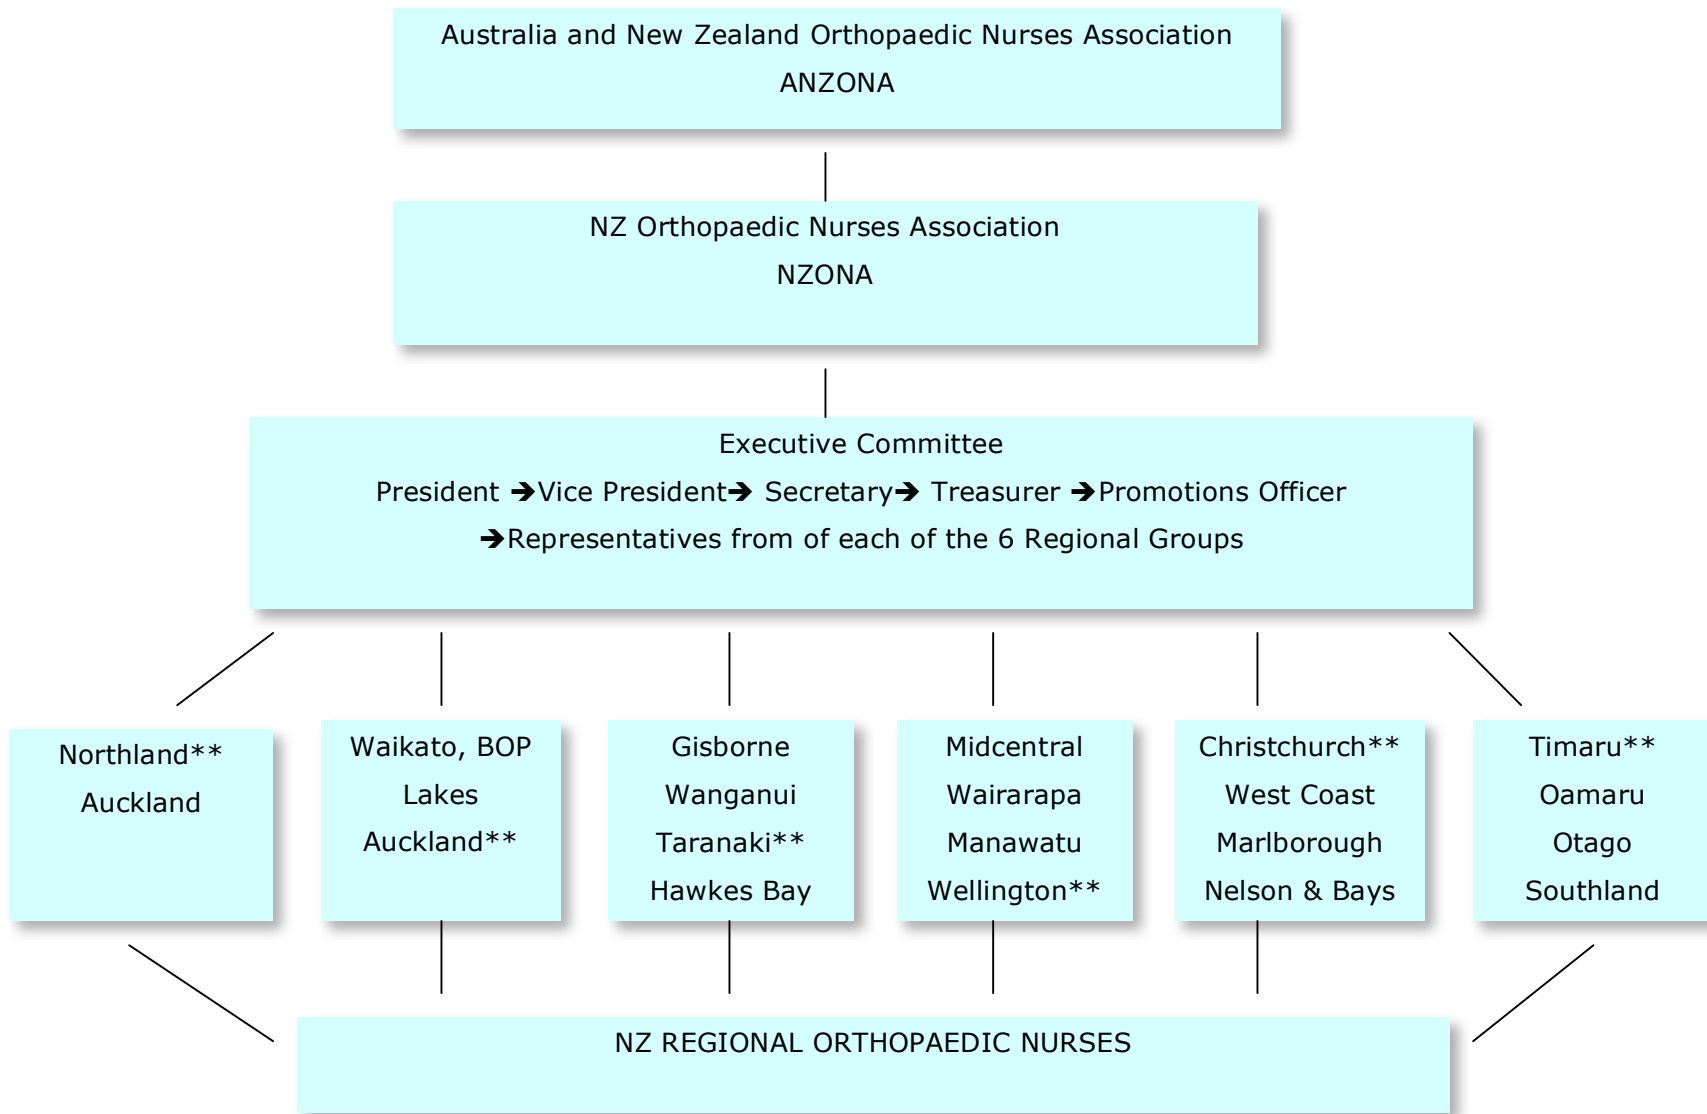 Australia and New Zealand Orthopaedic Nurses Association
ANZONA
NZ Orthopaedic Nurses Association
NZONA
Executive Committee
President ➔Vice President➔ Secretary➔ Treasurer ➔Promotions Officer
➔Representatives from of each of the 6 Regional Groups
Northland**
Auckland
Waikato, BOP
Lakes
Auckland**
Gisborne
Wanganui
Taranaki**
Hawkes Bay
Midcentral
Wairarapa
Manawatu
Wellington**
Christchurch**
West Coast
Marlborough
Nelson & Bays
Timaru**
Oamaru
Otago
Southland
NZ REGIONAL ORTHOPAEDIC NURSES